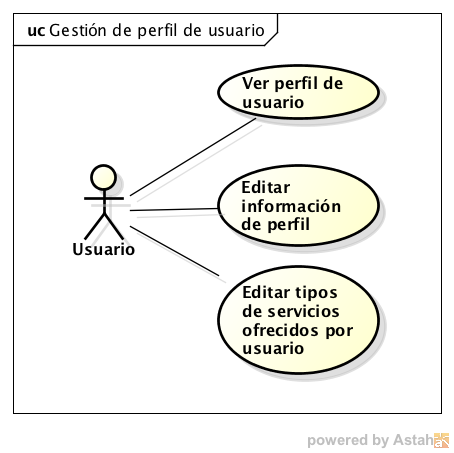 uc Gestión de perfil de usuario
Ver perfil de
usuario
Editar
información
de perfil
Usuario
Editar tipos
de servicios
ofrecidos por
usuario
powered by Astah